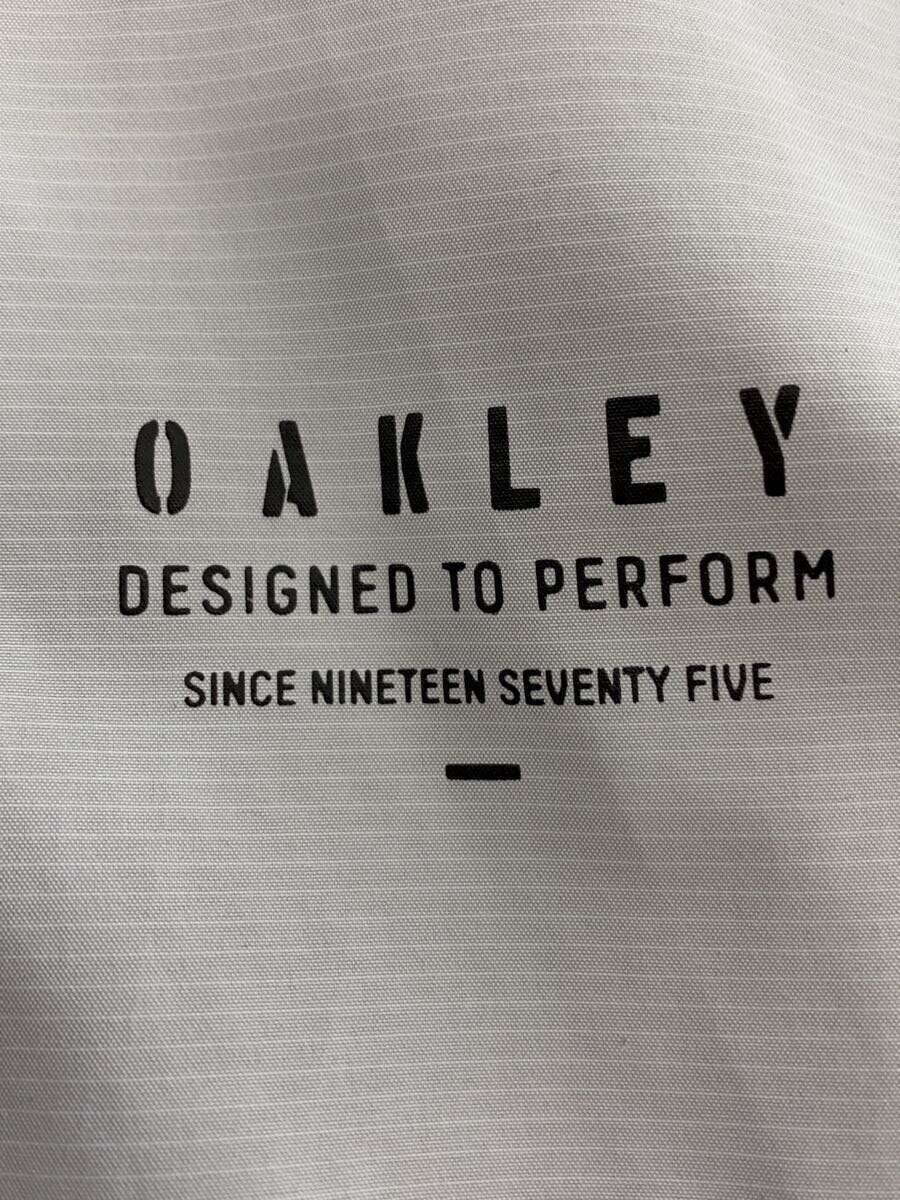 OAKLEY
DESIGNED TO PERFORM
SINCE NINETEEN SEVENTY FIVE